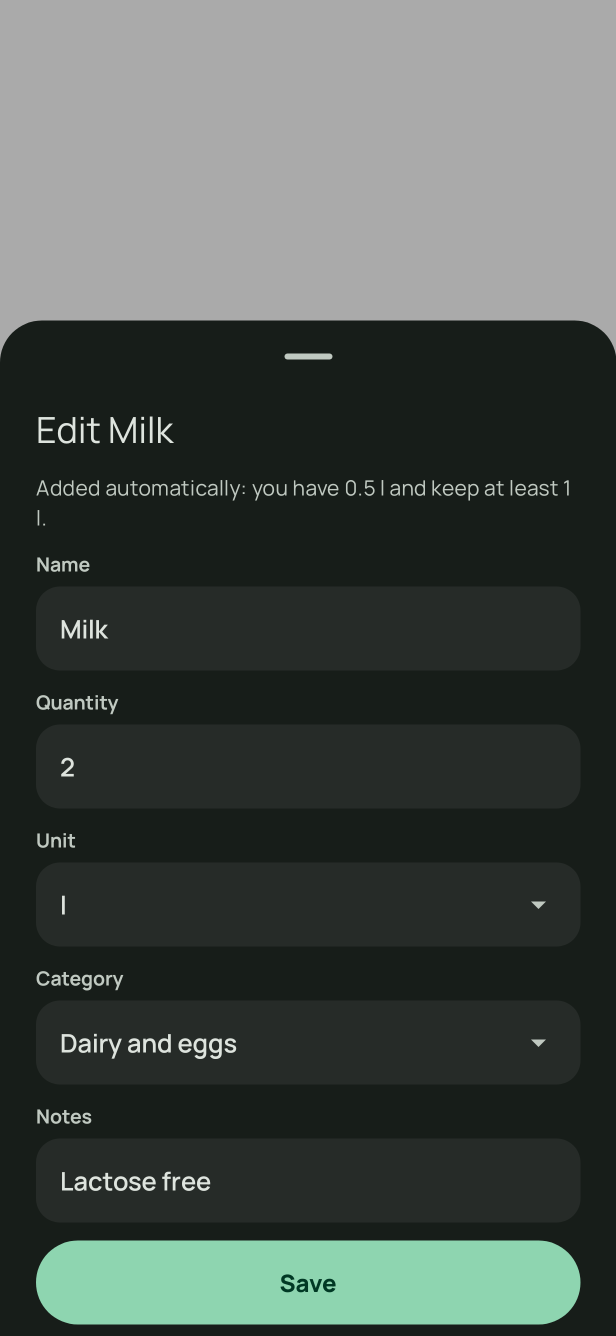 Edit Milk
Added automatically: you have 0.5 l and keep at least 1
l.
Name
Milk
Quantity
2
Unit
l
Category
Dairy and eggs
Notes
Lactose free
Save